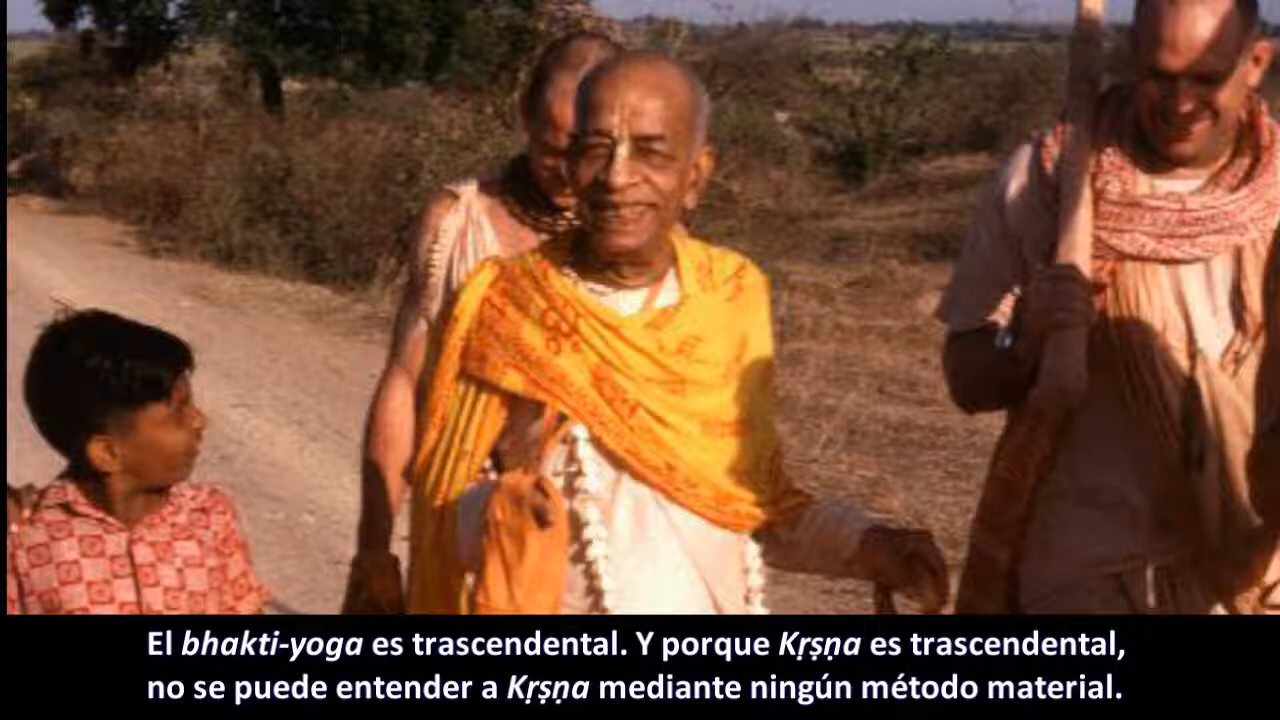 El bhakti-yoga es trascendental. Y porque Kṛṣṇa es trascendental,
no se puede entender a Kṛṣṇa mediante ningún método material.